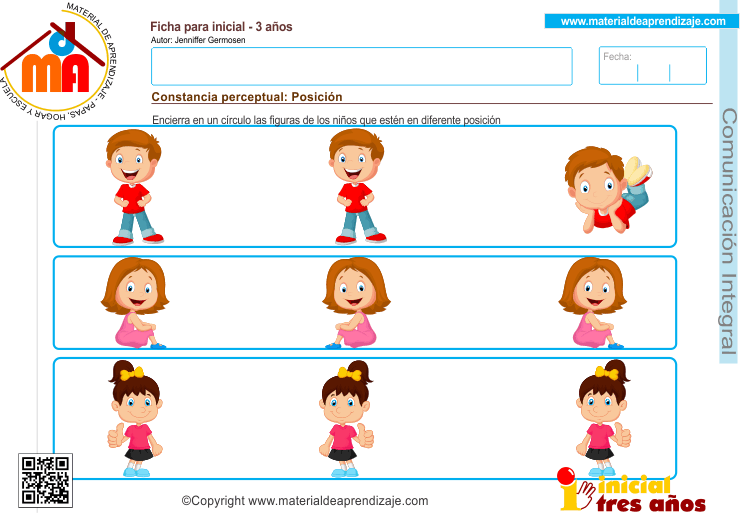 MATERIAL DE APRENDIZAJE- PAPAS, HOGAR Y ESCUELA
mDA
Ficha para inicial - 3 años
Autor: Jenniffer Germosen
www.materialdeaprendizaje.com
Fecha:
Constancia perceptual: Posición
Encierra en un círculo las figuras de los niños que estén en diferente posición
Comunicación Integral
©Copyright www.materialdeaprendizaje.com
inicial
tres años